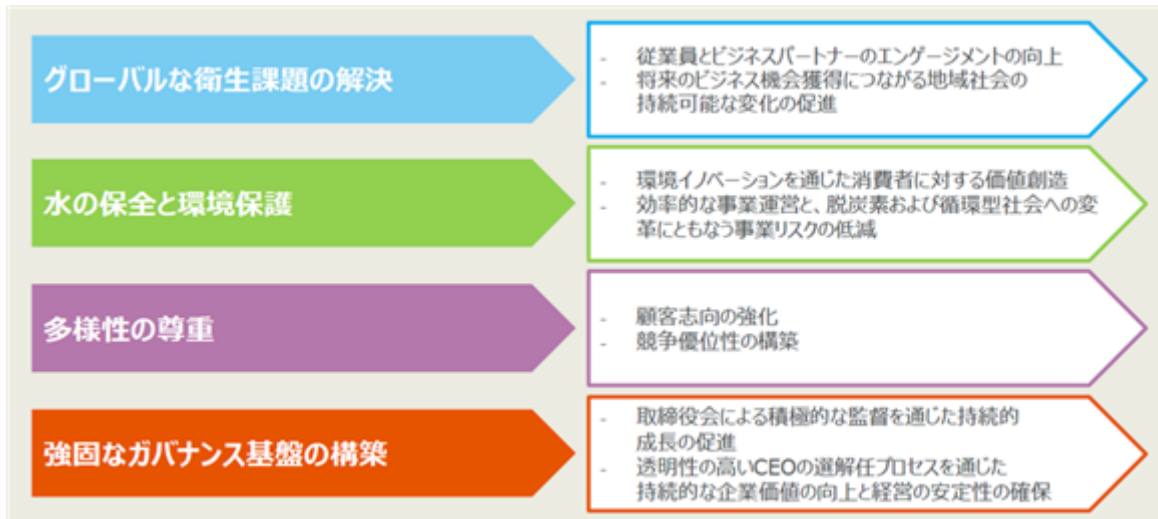 グローバルな衛生課題の解決
- 従業員とビジネスパートナーのエンゲージメントの向上
- 将来のビジネス機会獲得につながる地域社会の
持続可能な変化の促進
水の保全と環境保護
- 環境イノベーションを通じた消費者に対する価値創造
- 効率的な事業運営と、脱炭素および循環型社会への変
革にともなう事業リスクの低減
多様性の尊重
- 顧客志向の強化
- 競争優位性の構築
強固なガバナンス基盤の構築
- 取締役会による積極的な監督を通じた持続的
成長の促進
- 透明性の高いCEOの選解任プロセスを通じた
持続的な企業価値の向上と経営の安定性の確保